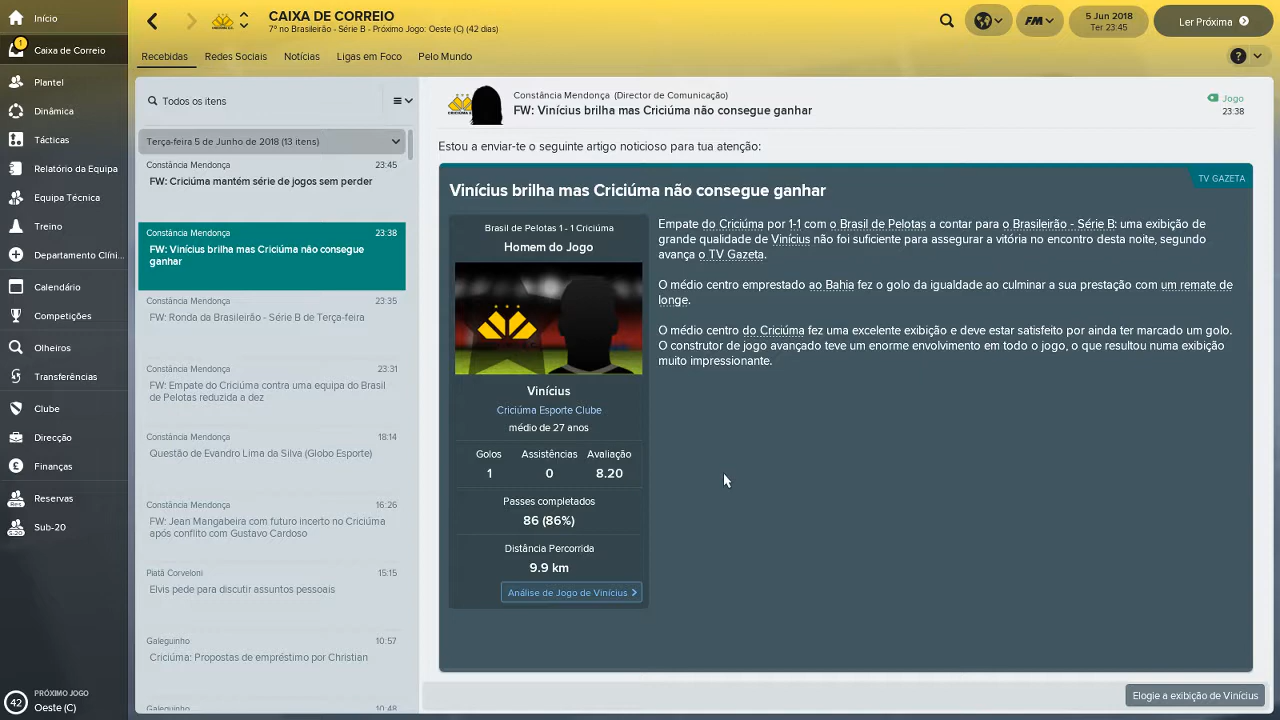 Início
CAIXA DE CORREIO
7º no Brasileirão - Série B - Próximo Jogo: Oeste (C) (42 dias)
FM
5 Jun 2018
Ter 23:45
Ler Próxima
1
Caixa de Correio
Recebidas
Redes Sociais
Notícias
Ligas em Foco
Pelo Mundo
?
Plantel
Dinâmica
Tácticas
Relatório da Equipa
Equipa Técnica
Treino
Departamento Clíni...
Calendário
Competições
Olheiros
Transferências
Clube
Direcção
Finanças
Reservas
Sub-20
42
PRÓXIMO JOGO
Oeste (C)
Todos os itens
Terça-feira 5 de Junho de 2018 (13 itens)
Constância Mendonça 23:45
FW: Criciúma mantém série de jogos sem perder
Constância Mendonça 23:38
FW: Vinícius brilha mas Criciúma não consegue
ganhar
Constância Mendonça 23:35
FW: Ronda da Brasileirão - Série B de Terça-feira
Constância Mendonça 23:31
FW: Empate do Criciúma contra uma equipa do Brasil
de Pelotas reduzida a dez
Constância Mendonça 18:14
Questão de Evandro Lima da Silva (Globo Esporte)
Constância Mendonça 16:26
FW: Jean Mangabeira com futuro incerto no Criciúma
após conflito com Gustavo Cardoso
Piatã Corveloni 15:15
Elvis pede para discutir assuntos pessoais
Galeguinho 10:57
Criciúma: Propostas de empréstimo por Christian
Galeguinho 10:48
Constância Mendonça (Director de Comunicação)
FW: Vinícius brilha mas Criciúma não consegue ganhar
Jogo
23.38
Estou a enviar-te o seguinte artigo noticioso para tua atenção:
Vinícius brilha mas Criciúma não consegue ganhar
TV GAZETA
Brasil de Pelotas 1 - 1 Criciúma
Homem do Jogo
Vinícius
Criciúma Esporte Clube
médio de 27 anos
Golos Assistências Avaliação
1 0 8.20
Passes completados
86 (86%)
Distância Percorrida
9.9 km
Análise de Jogo de Vinícius
Empate do Criciúma por 1-1 com o Brasil de Pelotas a contar para o Brasileirão - Série B: uma exibição de
grande qualidade de Vinícius não foi suficiente para assegurar a vitória no encontro desta noite, segundo
avança o TV Gazeta.
O médio centro emprestado ao Bahia fez o golo da igualdade ao culminar a sua prestação com um remate de
longe.
O médio centro do Criciúma fez uma excelente exibição e deve estar satisfeito por ainda ter marcado um golo.
O construtor de jogo avançado teve um enorme envolvimento em todo o jogo, o que resultou numa exibição
muito impressionante.
Elogie a exibição de Vinícius